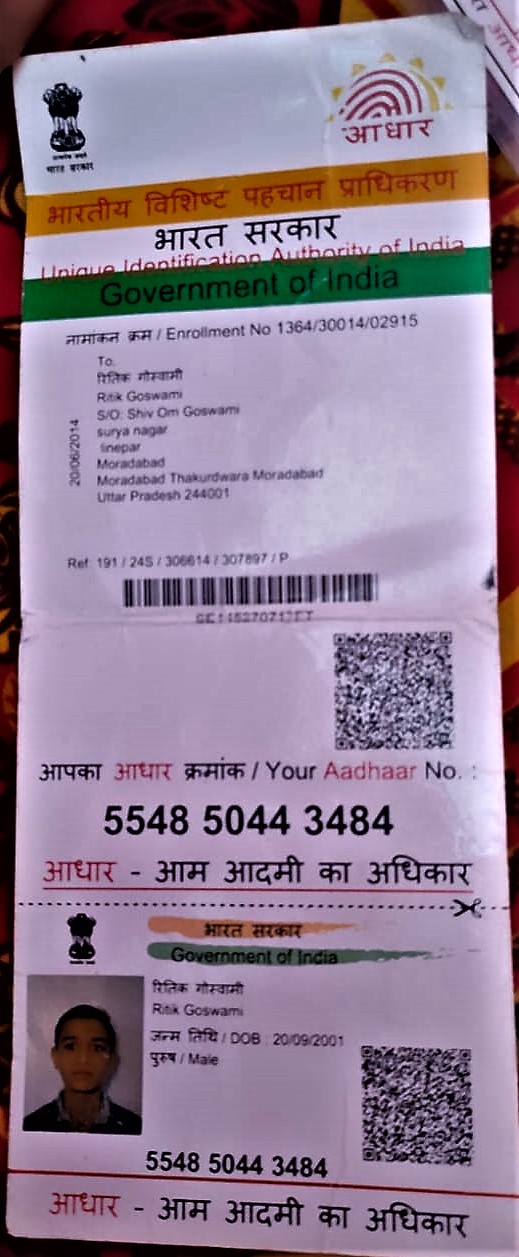 आधार
भारत सरकार
भारतीय विशिष्ट पहचान प्राधिकरण
भारत सरकार
Unique Identification Authority of India
Government of India
नामांकन क्रम / Enrollment No 1364/30014/02915
To,
रितिक गोस्वामी
Ritik Goswami
S/O: Shiv Om Goswami
surya nagar
linepar
Moradabad
Moradabad Thakurdwara Moradabad
Uttar Pradesh 244001
20/06/2014
Ref: 191 / 24S / 306614 / 307897 / P
आपका आधार क्रमांक / Your Aadhaar No. :
5548 5044 3484
आधार - आम आदमी का अधिकार
भारत सरकार
Government of India
रितिक गोस्वामी
Ritik Goswami
जन्म तिथि / DOB : 20/09/2001
पुरुष / Male
5548 5044 3484
आधार - आम आदमी का अधिकार